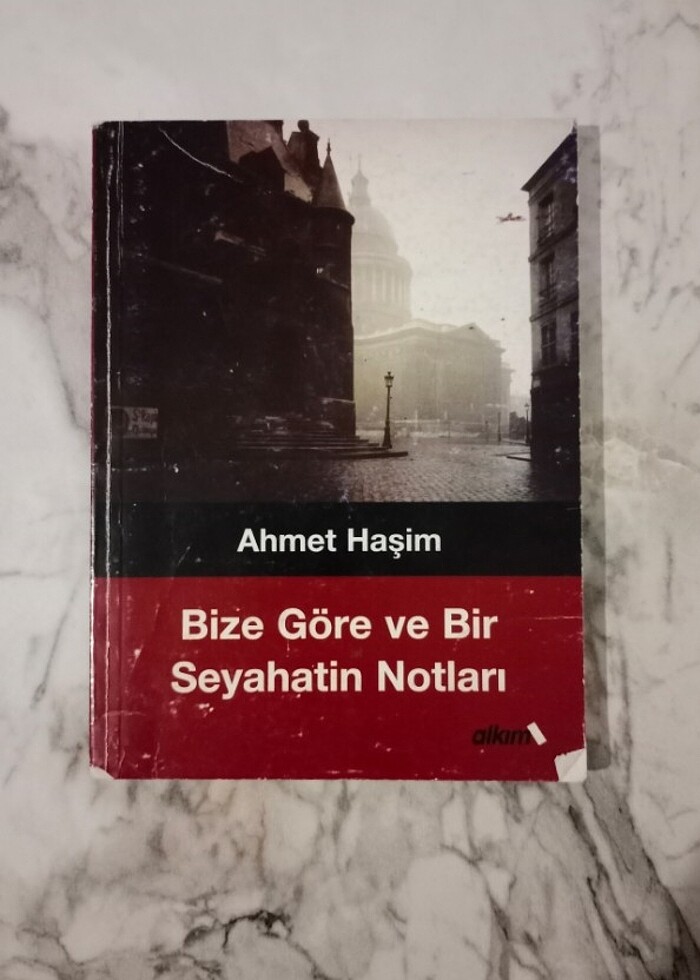 Ahmet Haşim
Bize Göre ve Bir
Seyahatin Notları
alkım